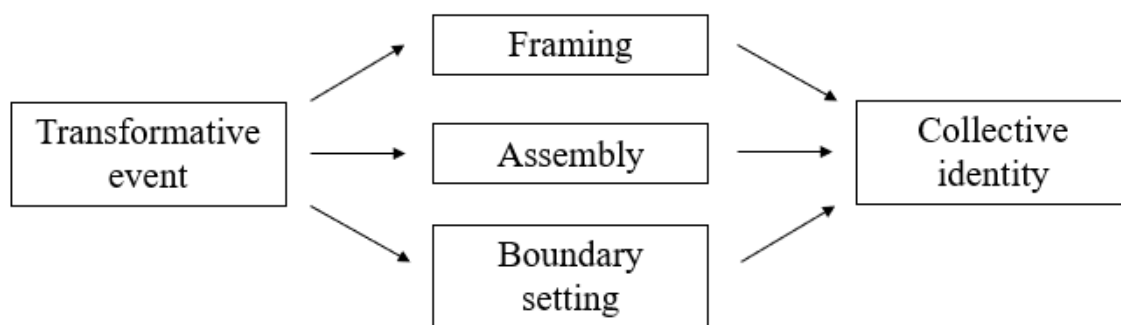 Transformative
event
Framing
Assembly
Boundary
setting
Collective
identity